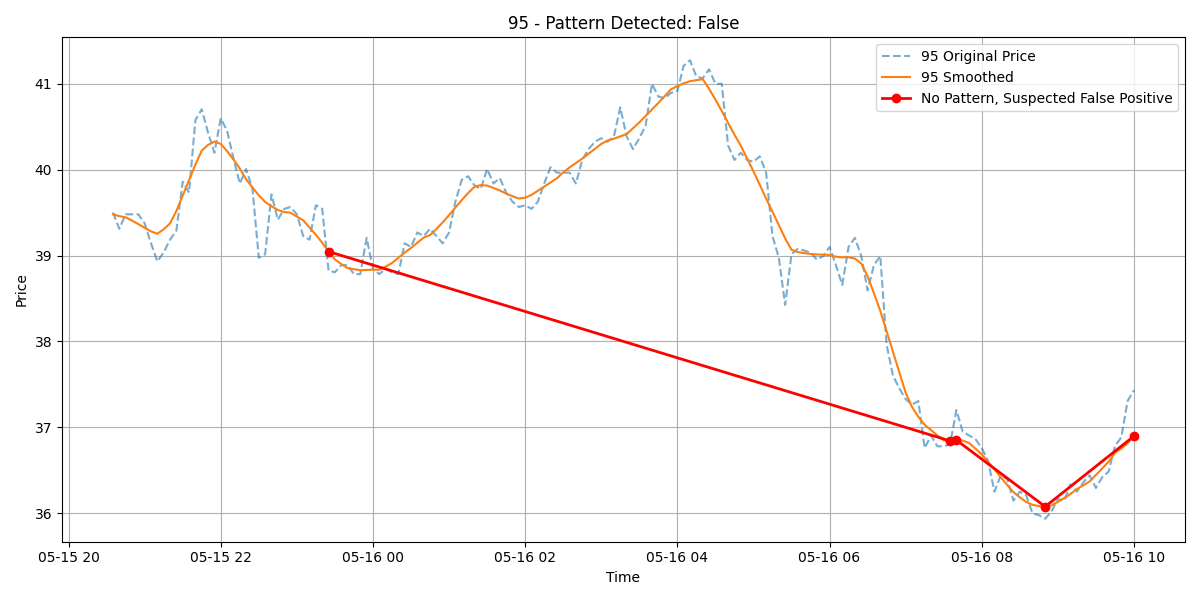 95 - Pattern Detected: False
95 Original Price
95 Smoothed
No Pattern, Suspected False Positive
Price
41
40
39
38
37
36
05-15 20
05-15 22
05-16 00
05-16 02
05-16 04
05-16 06
05-16 08
05-16 10
Time